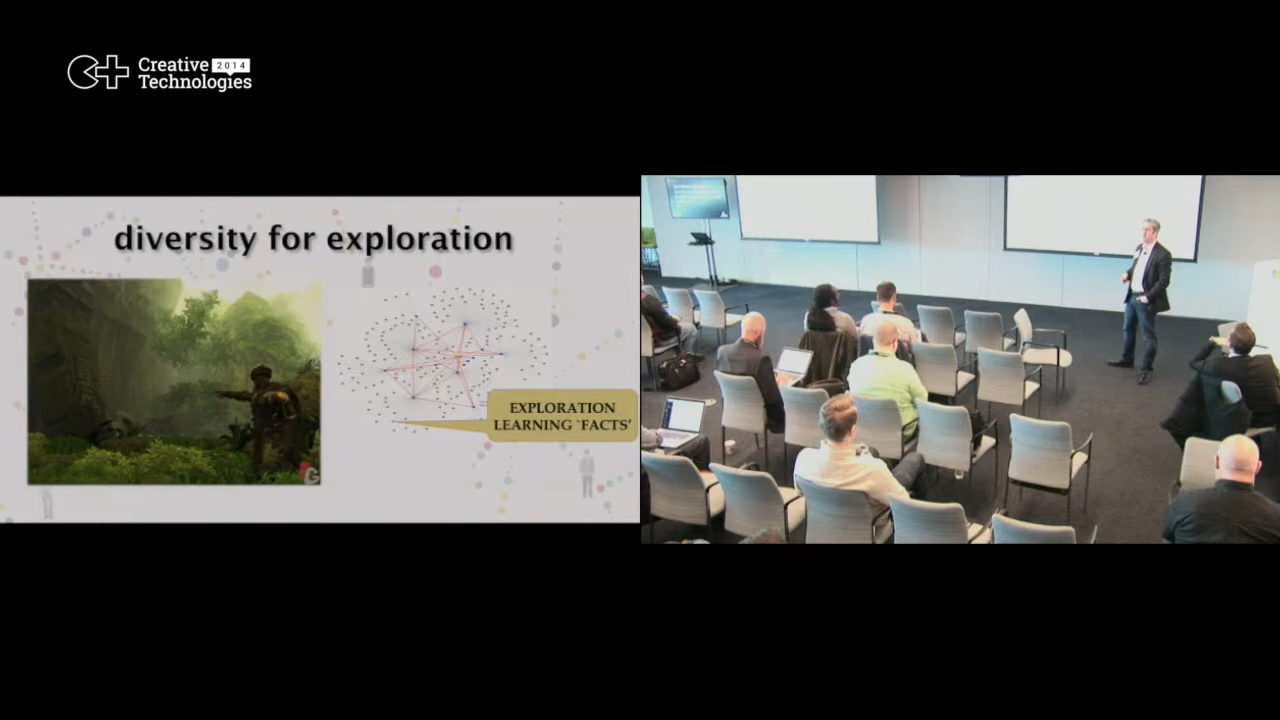 Creative 2014
Technologies
diversity for exploration
EXPLORATION
LEARNING `FACTS'